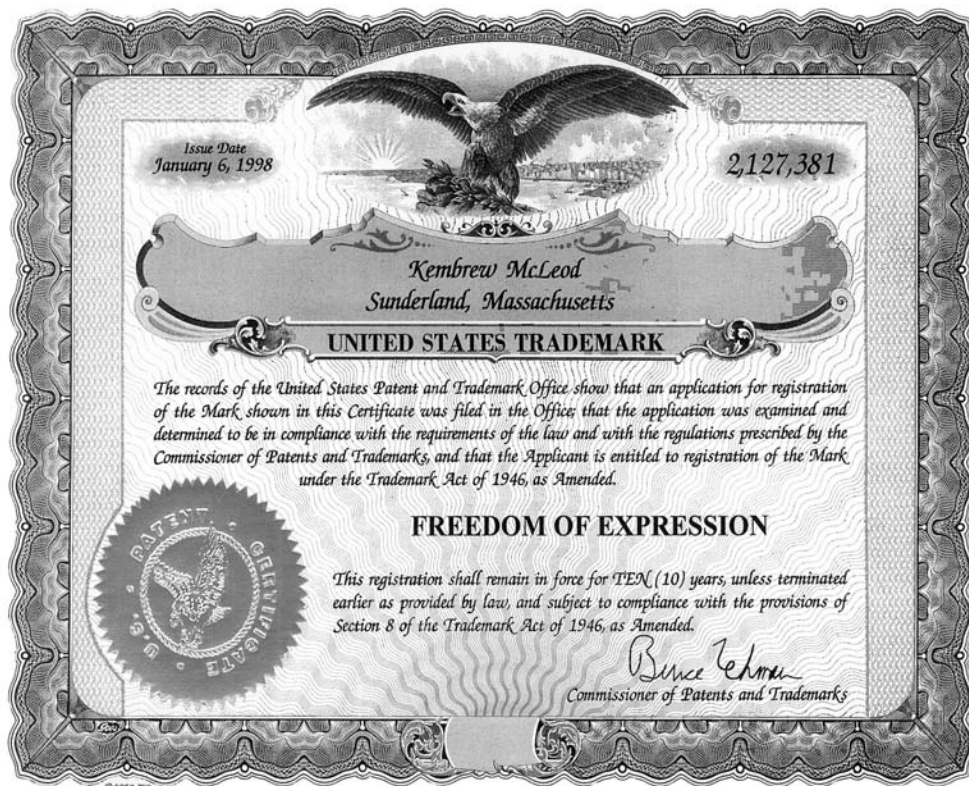 Issue Date
January 6, 1998
2,127,381
Kembrew McLeod
Sunderland, Massachusetts
UNITED STATES TRADEMARK
The records of the United States Patent and Trademark Office show that an application for registration
of the Mark shown in this Certificate was filed in the Office; that the application was examined and
determined to be in compliance with the requirements of the law and with the regulations prescribed by the
Commissioner of Patents and Trademarks, and that the Applicant is entitled to registration of the Mark
under the Trademark Act of 1946, as Amended.
FREEDOM OF EXPRESSION
This registration shall remain in force for TEN (10) years, unless terminated
earlier as provided by law, and subject to compliance with the provisions of
Section 8 of the Trademark Act of 1946, as Amended.
Bruce Lehman
Commissioner of Patents and Trademarks
U.S. PATENT CERTIFICATE